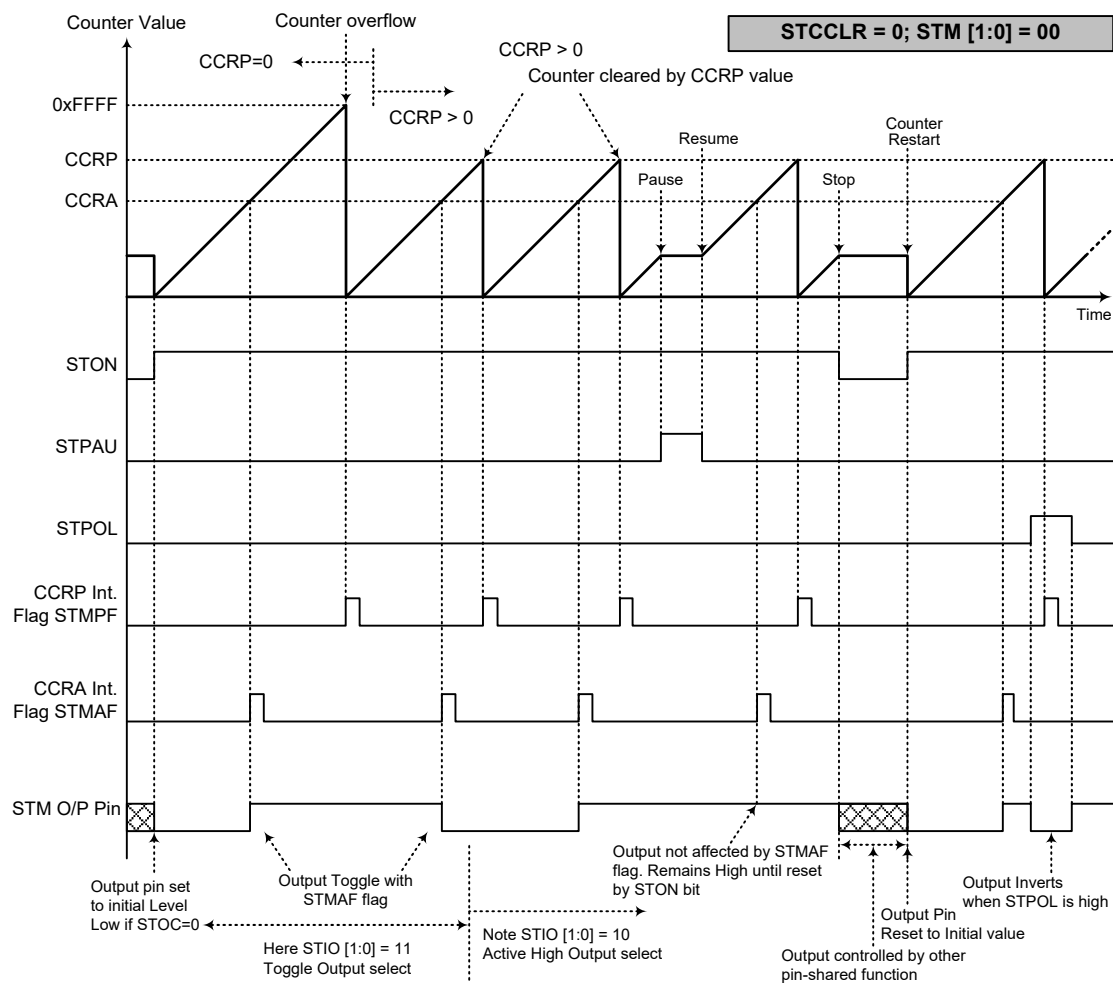 Counter Value
Counter overflow
STCCLR = 0; STM [1:0] = 00
CCRP=0
CCRP > 0
CCRP > 0
Counter cleared by CCRP value
0xFFFF
CCRP
CCRA
Pause
Resume
Stop
Counter
Restart
Time
STON
STPAU
STPOL
CCRP Int.
Flag STMPF
CCRA Int.
Flag STMAF
STM O/P Pin
Output pin set
to initial Level
Low if STOC=0
Output Toggle with
STMAF flag
Here STIO [1:0] = 11
Toggle Output select
Note STIO [1:0] = 10
Active High Output select
Output not affected by STMAF
flag. Remains High until reset
by STON bit
Output controlled by other
pin-shared function
Output Pin
Reset to Initial value
Output Inverts
when STPOL is high